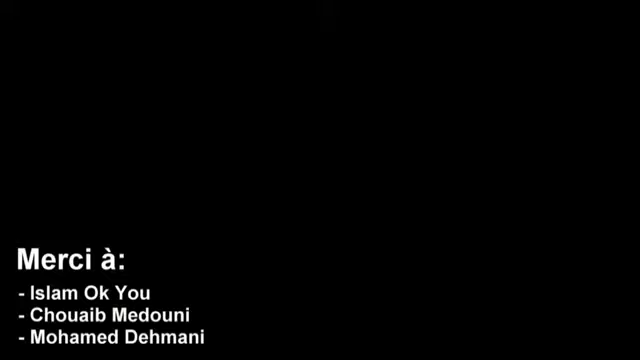 Merci à:
- Islam Ok You
- Chouaib Medouni
- Mohamed Dehmani